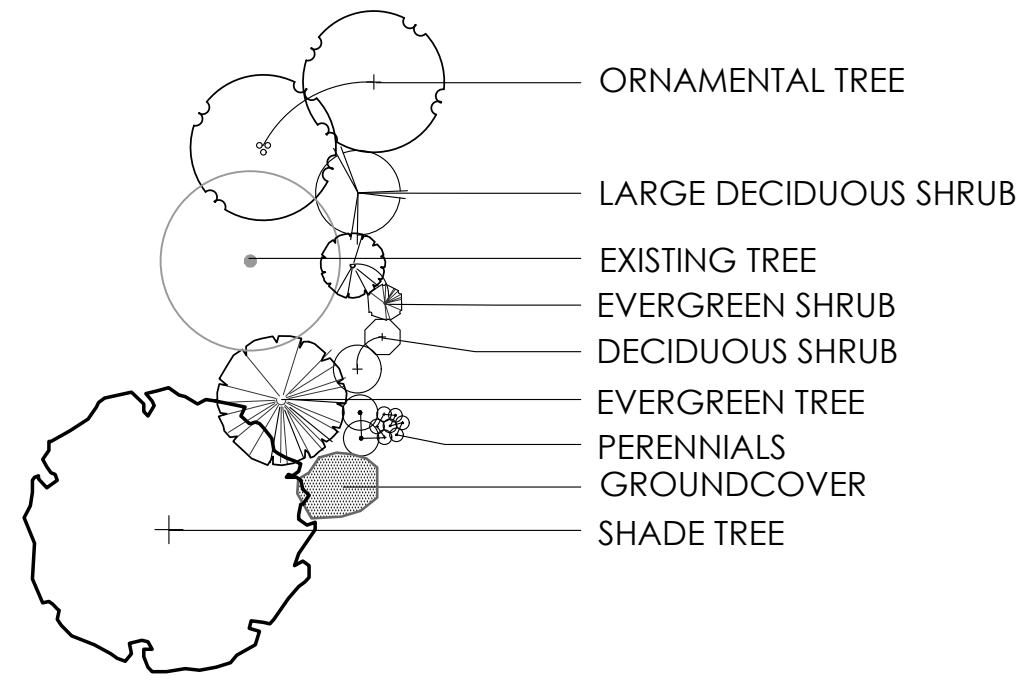 ORNAMENTAL TREE
LARGE DECIDUOUS SHRUB
EXISTING TREE
EVERGREEN SHRUB
DECIDUOUS SHRUB
EVERGREEN TREE
PERENNIALS
GROUNDCOVER
SHADE TREE